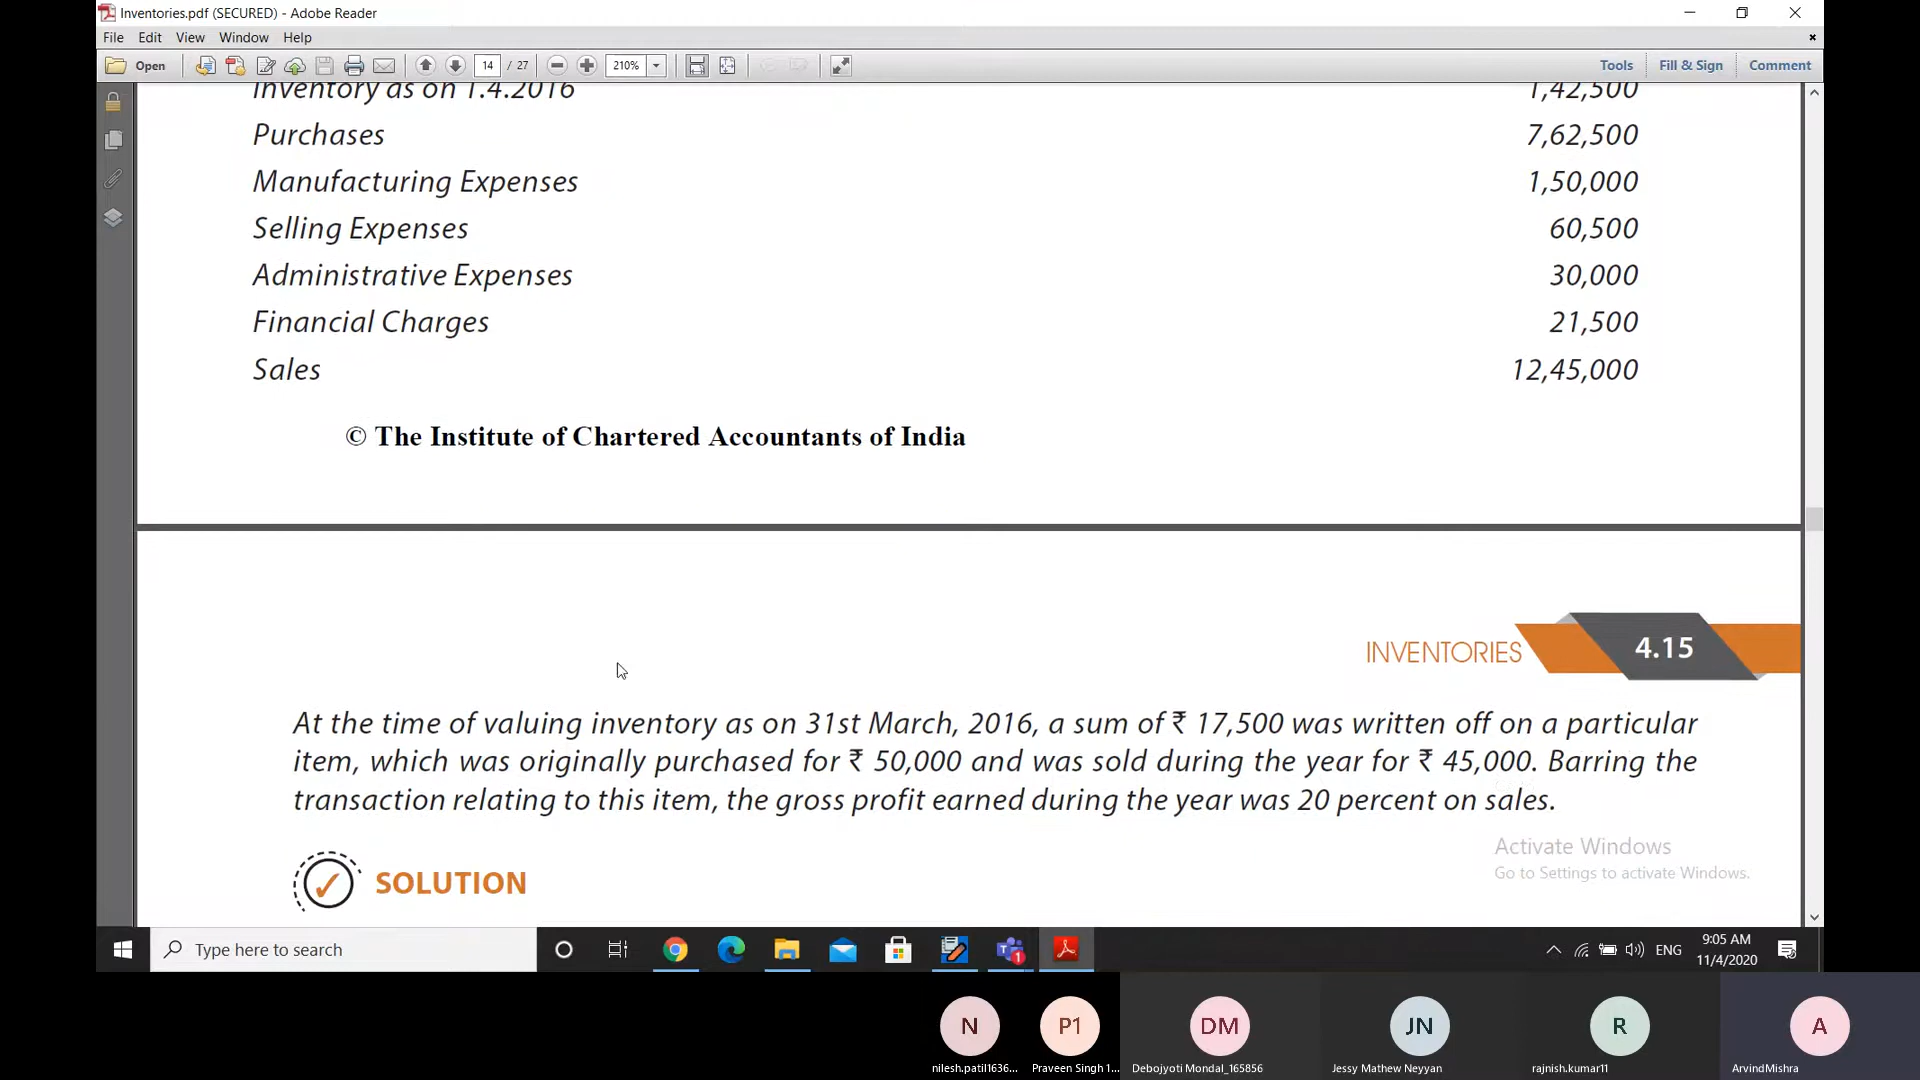 Inventories.pdf (SECURED) - Adobe Reader
File Edit View Window Help
Open 14 / 27 210% Tools Fill & Sign Comment
Inventory as on 1.4.2016 1,42,500
Purchases 7,62,500
Manufacturing Expenses 1,50,000
Selling Expenses 60,500
Administrative Expenses 30,000
Financial Charges 21,500
Sales 12,45,000
© The Institute of Chartered Accountants of India
INVENTORIES 4.15
At the time of valuing inventory as on 31st March, 2016, a sum of ₹ 17,500 was written off on a particular
item, which was originally purchased for ₹ 50,000 and was sold during the year for ₹ 45,000. Barring the
transaction relating to this item, the gross profit earned during the year was 20 percent on sales.
Activate Windows
Go to Settings to activate Windows.
SOLUTION
Type here to search
1
ENG
9:05 AM
11/4/2020
N P1 DM JN R A
nilesh.patil1636... Praveen Singh 1... Debojyoti Mondal_165856 Jessy Mathew Neyyan rajnish.kumar11 ArvindMishra